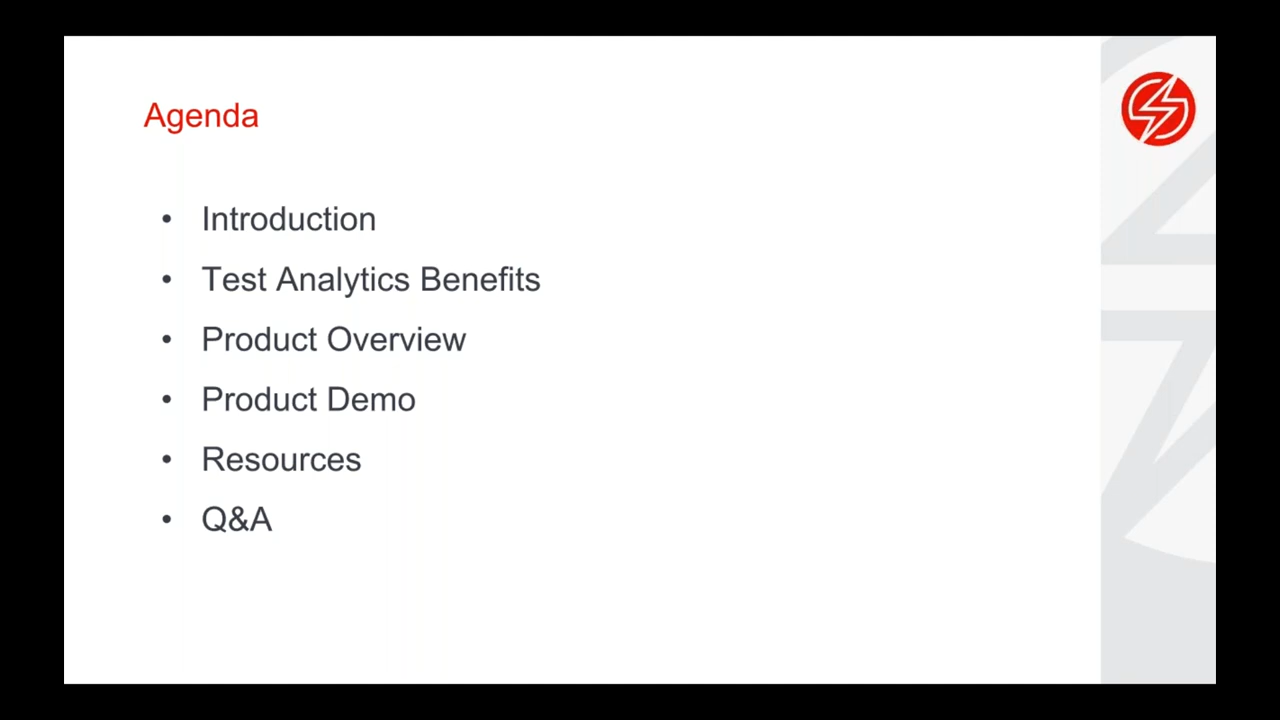 Agenda
• Introduction
• Test Analytics Benefits
• Product Overview
• Product Demo
• Resources
• Q&A